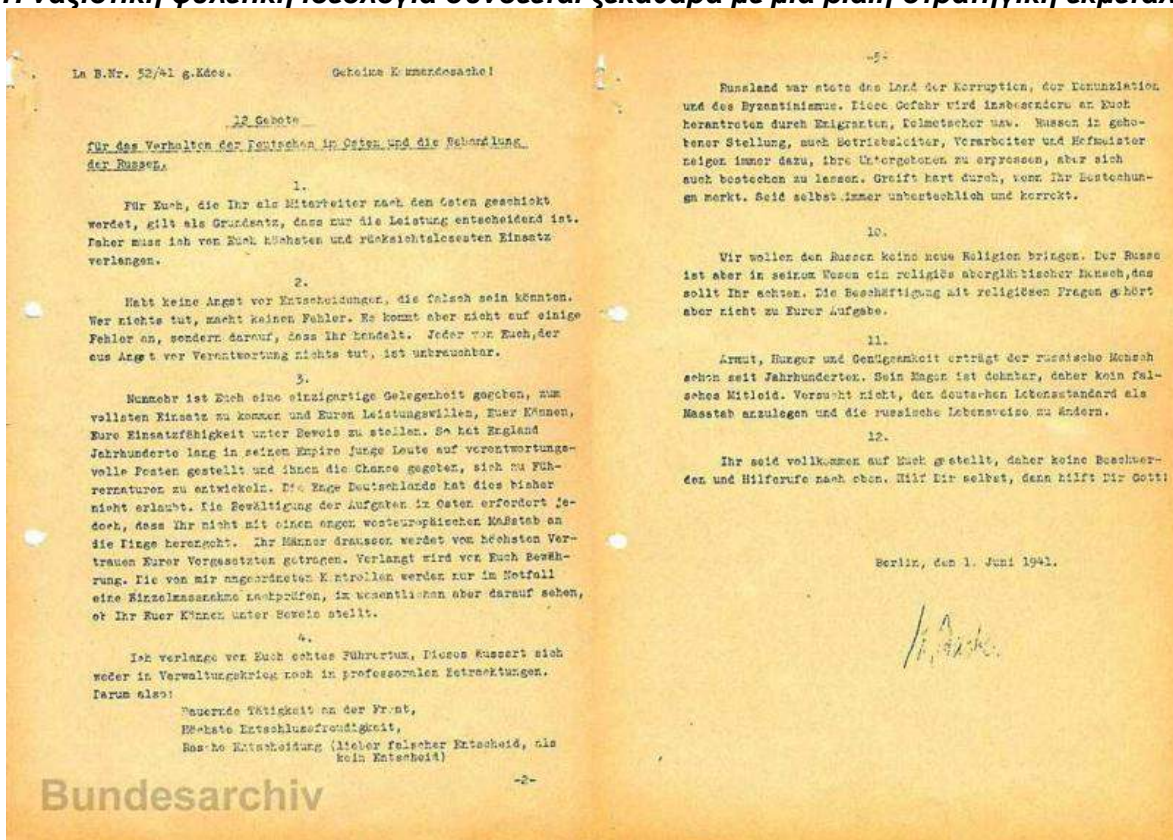 Η ναζιστική φυλετική ιδεολογία συνδέεται ξεκάθαρα με μια βίαιη στρατηγική
La B.Nr. 52/41 g.Kdos. Geheime Kommandosache!
12 Gebote
für das Verhalten der Deutschen im Osten und die Behandlung
der Russen.
1.
Für Euch, die Ihr als Mitarbeiter nach dem Osten geschickt
werdet, gilt als Grundsatz, dass nur die Leistung entscheidend ist.
Daher muss ich von Euch höchsten und rücksichtslosesten Einsatz
verlangen.
2.
Habt keine Angst vor Entscheidungen, die falsch sein könnten.
Wer nichts tut, macht keinen Fehler. Es kommt aber nicht auf einige
Fehler an, sondern darauf, dass Ihr handelt. Jeder von Euch,der
aus Angst vor Verantwortung nichts tut, ist unbrauchbar.
3.
Nunmehr ist Euch eine einzigartige Gelegenheit gegeben, zum
vollsten Einsatz zu kommen und Euren Leistungswillen, Euer Können,
Eure Einsatzfähigkeit unter Beweis zu stellen. So hat England
Jahrhunderte lang in seinem Empire junge Leute auf verantwortungs-
volle Posten gestellt und ihnen die Chance gegeben, sich zu Füh-
rernaturen zu entwickeln. Die Enge Deutschlands hat dies bisher
nicht erlaubt. Die Bewältigung der Aufgaben im Osten erfordert je-
doch, dass Ihr nicht mit einem engen westeuropäischen Maßstab an
die Dinge herangeht. Ihr Männer draussen werdet vom höchsten Ver-
trauen Eurer Vorgesetzten getragen. Verlangt wird von Euch Bewäh-
rung. Die von mir angeordneten Kontrollen werden nur im Notfall
eine Einzelmassnahme nachprüfen, im wesentlichen aber darauf sehen,
ob Ihr Euer Können unter Beweis stellt.
4.
Ich verlange von Euch echtes Führertum, Dieses äussert sich
weder in Verwaltungskrieg noch in professoralen Betrachtungen.
Darum also:
Dauernde Tätigkeit an der Front,
Höchste Entschlussfreudigkeit,
Rasche Entscheidung (lieber falscher Entscheid, als
kein Entscheid)
-2-
Bundesarchiv
-5-
Russland war stets das Land der Korruption, der Denunziation
und des Byzantinismus. Diese Gefahr wird insbesondere an Euch
herantreten durch Emigranten, Dolmetscher usw. Russen in geho-
bener Stellung, auch Betriebsleiter, Vorarbeiter und Hofmeister
neigen immer dazu, ihre Untergebenen zu erpressen, aber sich
auch bestechen zu lassen. Greift hart durch, wenn Ihr Bestechun-
gn merkt. Seid selbst immer unbestechlich und korrekt.
10.
Wir wollen den Russen keine neue Religion bringen. Der Russe
ist aber in seinem Wesen ein religiös abergläubischer Mensch,das
sollt Ihr achten. Die Beschäftigung mit religiösen Fragen gehört
aber nicht zu Eurer Aufgabe.
11.
Armut, Hunger und Genügsamkeit erträgt der russische Mensch
schon seit Jahrhunderten. Sein Magen ist dehnbar, daher kein fal-
sches Mitleid. Versucht nicht, den deutschen Lebensstandard als
Masstab anzulegen und die russische Lebensweise zu ändern.
12.
Ihr seid vollkommen auf Euch gestellt, daher keine Beschwer-
den und Hilferufe nach oben. Hilf Dir selbst, dann hilft Dir Gott!
Berlin, den 1. Juni 1941.